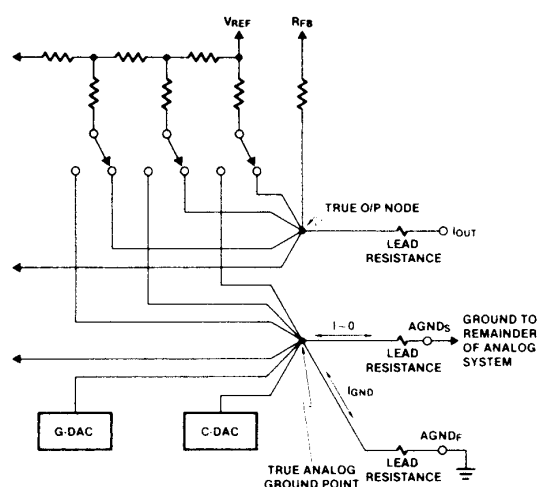 VREF
RFB
TRUE O/P NODE
IOUT
LEAD
RESISTANCE
I~0
AGNDS
GROUND TO
REMAINDER
OF ANALOG
SYSTEM
LEAD
RESISTANCE
IGND
G-DAC
C-DAC
AGNDF
LEAD
RESISTANCE
TRUE ANALOG
GROUND POINT